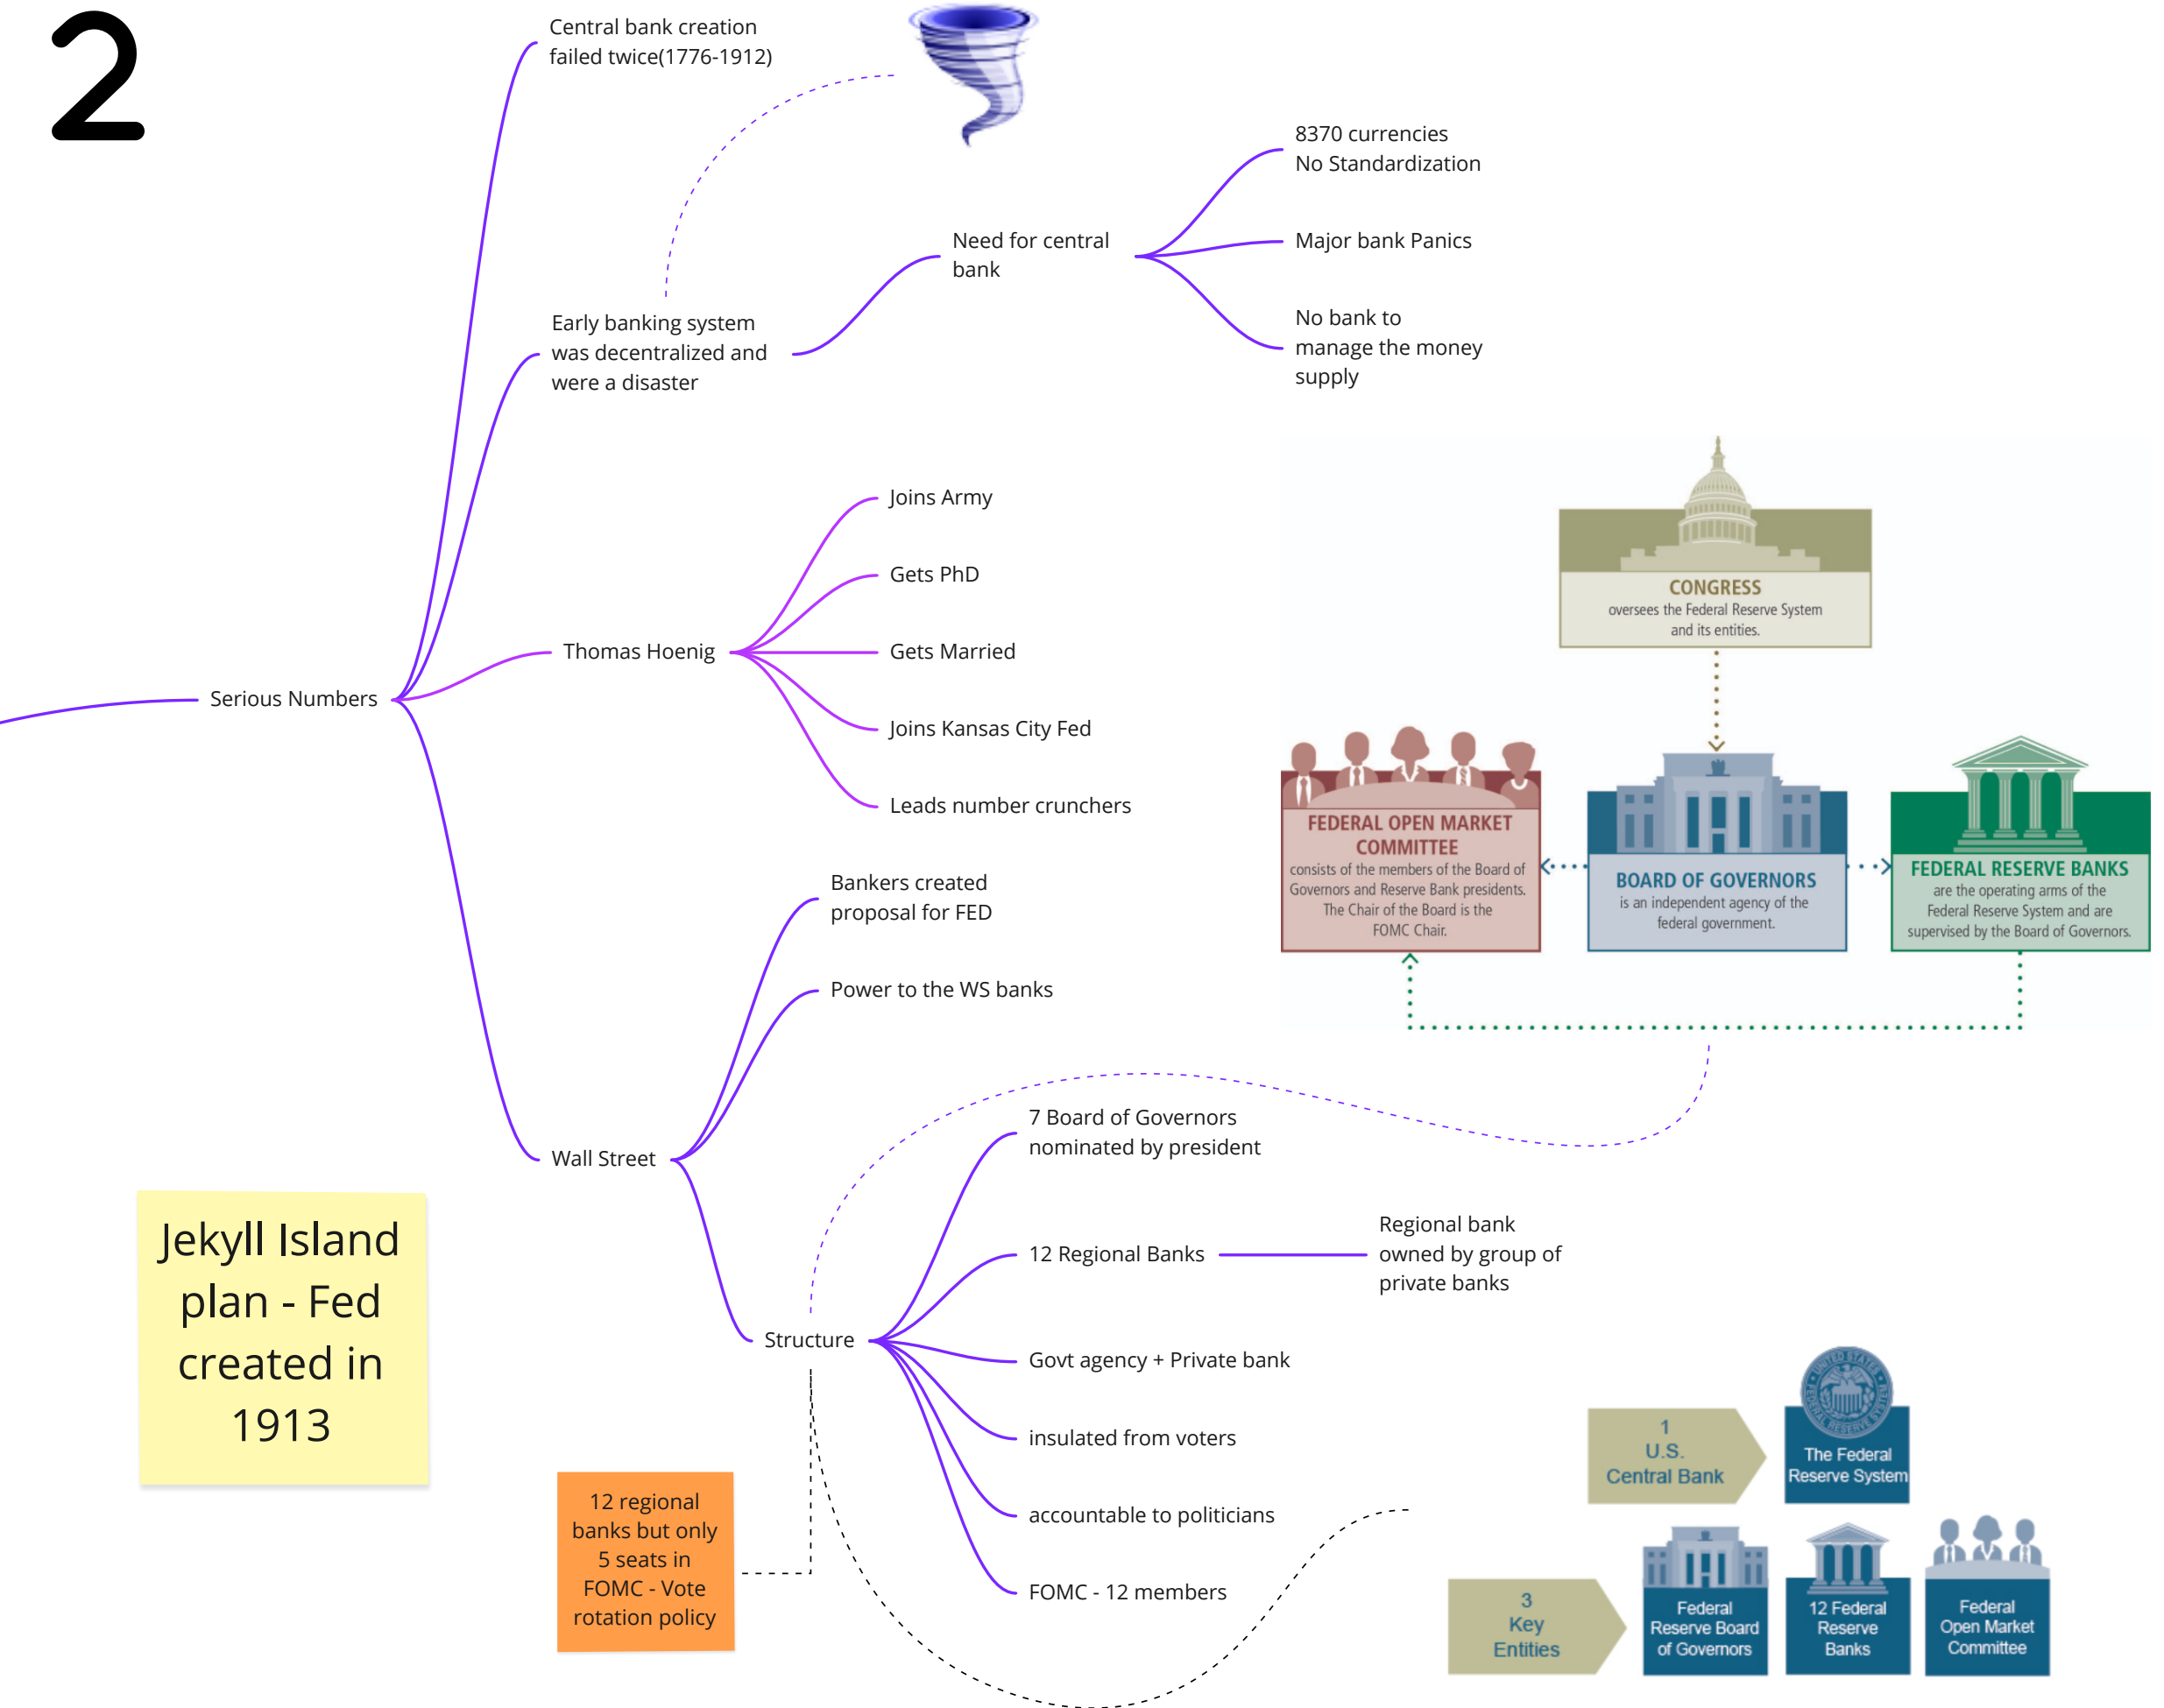 2
Central bank creation
failed twice(1776-1912)
8370 currencies
No Standardization
Need for central
bank
Major bank Panics
No bank to
manage the money
supply
Early banking system
was decentralized and
were a disaster
Joins Army
Gets PhD
Thomas Hoenig
Gets Married
Joins Kansas City Fed
Leads number crunchers
Serious Numbers
CONGRESS
oversees the Federal Reserve System
and its entities.
FEDERAL OPEN MARKET
COMMITTEE
consists of the members of the Board of
Governors and Reserve Bank presidents.
The Chair of the Board is the
FOMC Chair.
BOARD OF GOVERNORS
is an independent agency of the
federal government.
FEDERAL RESERVE BANKS
are the operating arms of the
Federal Reserve System and are
supervised by the Board of Governors.
Bankers created
proposal for FED
Power to the WS banks
Wall Street
7 Board of Governors
nominated by president
12 Regional Banks
Regional bank
owned by group of
private banks
Structure
Govt agency + Private bank
insulated from voters
accountable to politicians
FOMC - 12 members
Jekyll Island
plan - Fed
created in
1913
12 regional
banks but only
5 seats in
FOMC - Vote
rotation policy
1
U.S.
Central Bank
The Federal
Reserve System
3
Key
Entities
Federal
Reserve Board
of Governors
12 Federal
Reserve
Banks
Federal
Open Market
Committee